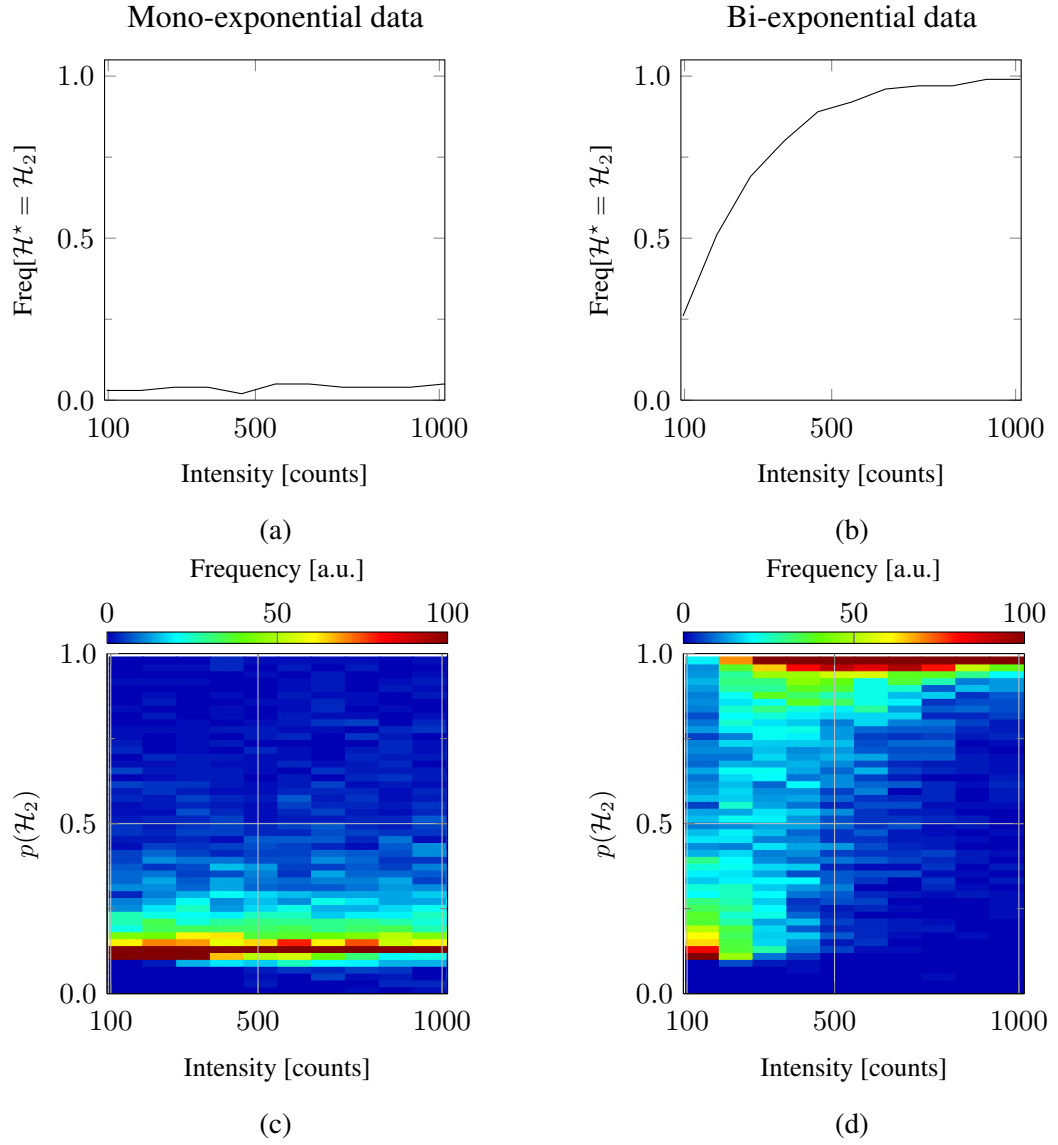 Mono-exponential data
Bi-exponential data
1.0
0.5
0.0
Freq[ℋ⋆ = ℋ₂]
100 500 1000
Intensity [counts]
(a)
1.0
0.5
0.0
Freq[ℋ⋆ = ℋ₂]
100 500 1000
Intensity [counts]
(b)
Frequency [a.u.]
0 50 100
1.0
0.5
0.0
p(ℋ₂)
100 500 1000
Intensity [counts]
(c)
Frequency [a.u.]
0 50 100
1.0
0.5
0.0
p(ℋ₂)
100 500 1000
Intensity [counts]
(d)